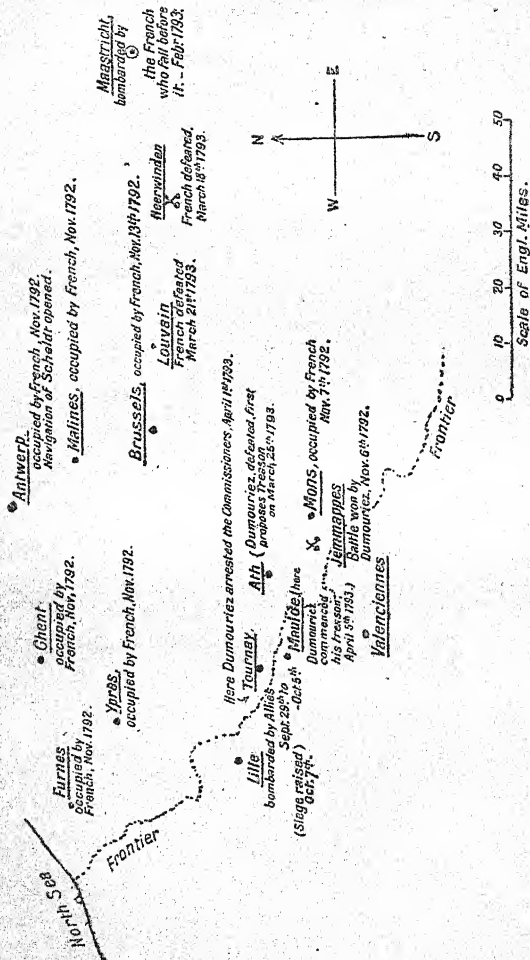 North Sea
Frontier
Furnes
occupied by
French, Nov. 1792.
Ghent
occupied by
French, Nov, 1792.
Ypras,
occupied by French, Nov. 1792.
Antwerp
occupied by French, Nov. 1792.
Navigation of Scheldt opened.
Malines, occupied by French, Nov. 1792.
Brussels, occupied by French, Nov. 13th 1792.
Louvain
French defeated
March 21st 1793.
Neerwinden
French defeated,
March 18th 1793.
Maastricht,
bombarded by
the French
who fall before
it. - Febr 1793.
Here Dumouriez arrested the Commissioners, April 1st 1793.
Tournay.
Ath (Dumouriez, defeated, first
proposes Treason
on March 26th 1793.
Lille
bombarded by Allies
Sept. 29th to
-Oct 5th
(Siege raised)
Oct. 7th.
Maulde, (here
Dumourick
commenced
his treason,
April 5th 1793.)
Mons, occupied by French
Nov. 7th 1792.
Jemmappes
Battle won by
Dumouriez, Nov. 6th 1792.
Valenciennes
Frontier
N
W
E
S
0 10 20 30 40 50
Scale of Engl. Miles.